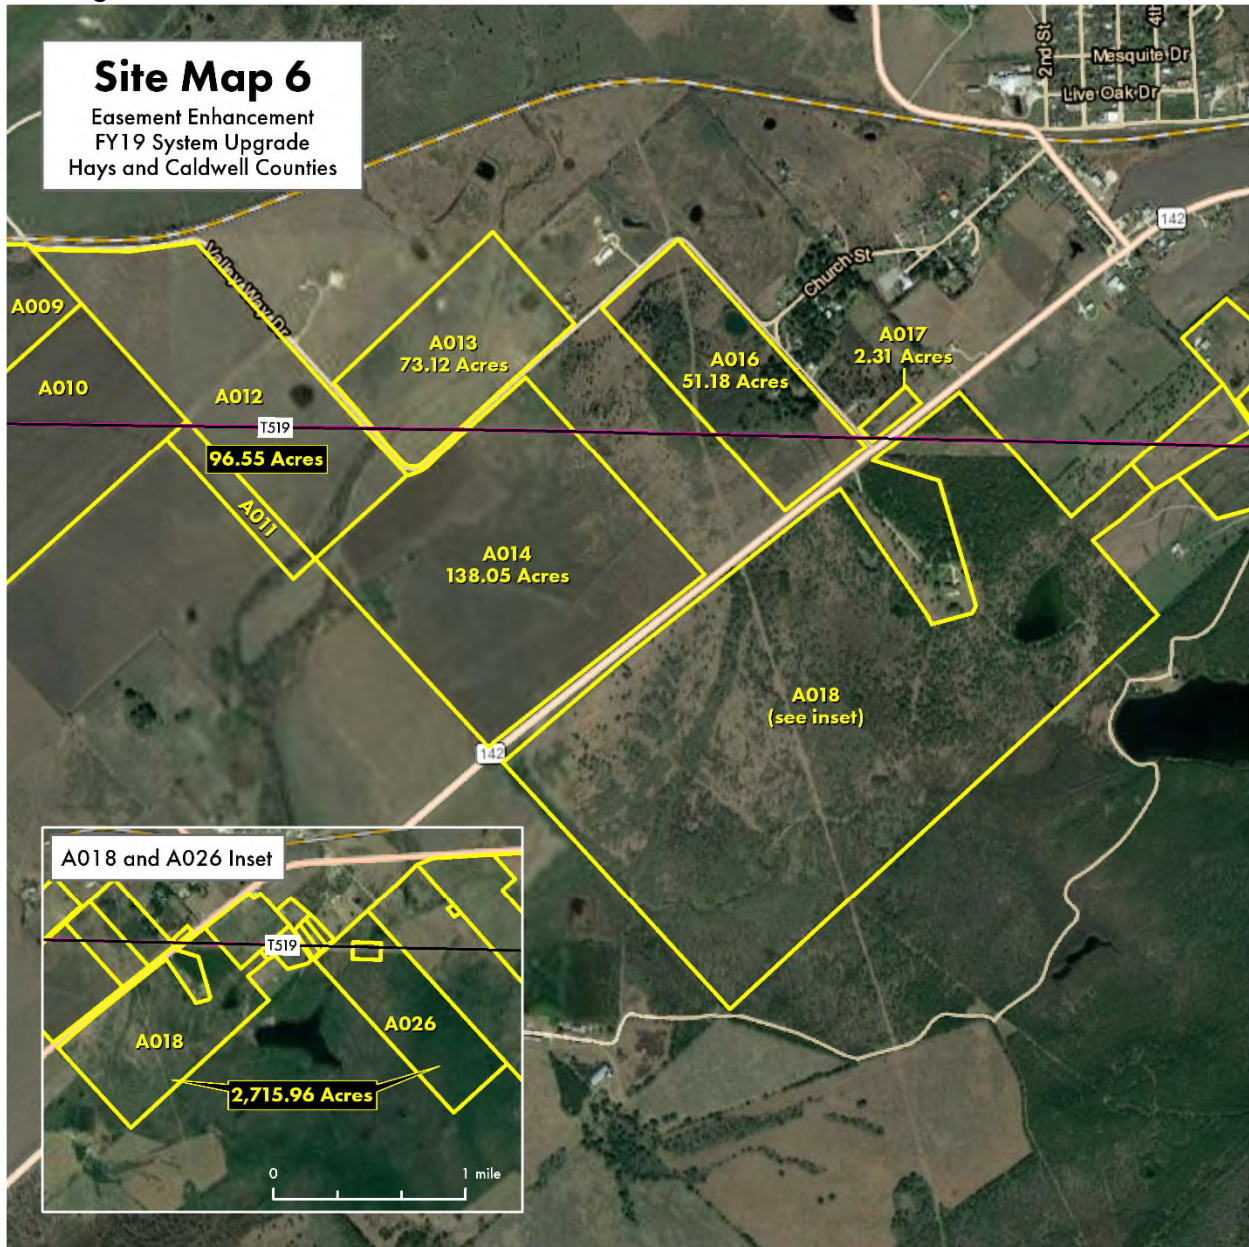 Site Map 6
Easement Enhancement
FY19 System Upgrade
Hays and Caldwell Counties
2nd St
4th
Mesquite Dr
Live Oak Dr
142
Church St
Valley Way Dr
A009
A010
A012
T519
96.55 Acres
A011
A013
73.12 Acres
A016
51.18 Acres
A017
2.31 Acres
A014
138.05 Acres
A018
(see inset)
142
A018 and A026 Inset
T519
A018
A026
2,715.96 Acres
0 1 mile